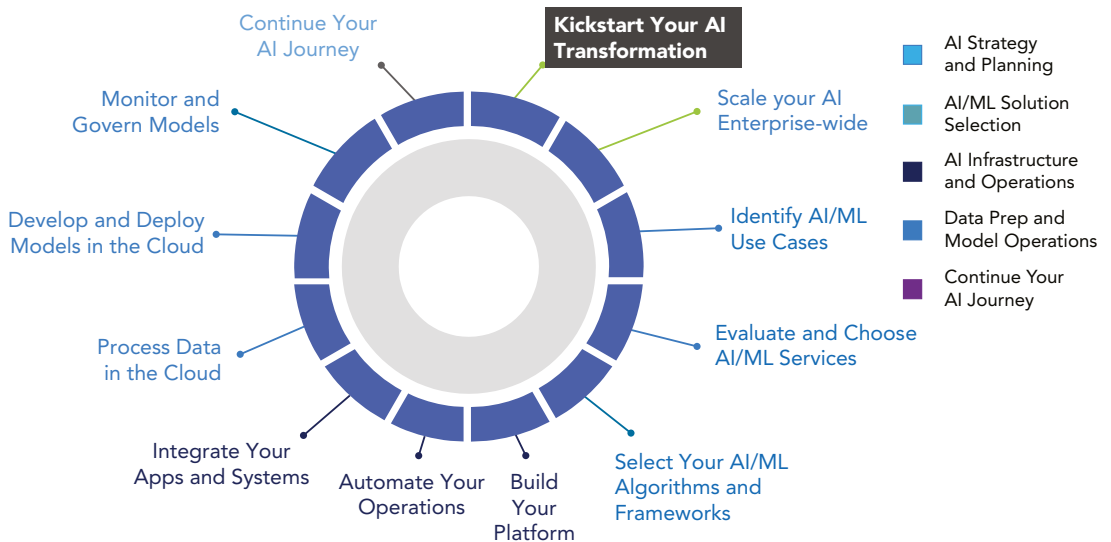 Kickstart Your AI
Transformation
Scale your AI
Enterprise-wide
Identify AI/ML
Use Cases
Evaluate and Choose
AI/ML Services
Select Your AI/ML
Algorithms and
Frameworks
Build
Your
Platform
Automate Your
Operations
Integrate Your
Apps and Systems
Process Data
in the Cloud
Develop and Deploy
Models in the Cloud
Monitor and
Govern Models
Continue Your
AI Journey
AI Strategy
and Planning
AI/ML Solution
Selection
AI Infrastructure
and Operations
Data Prep and
Model Operations
Continue Your
AI Journey